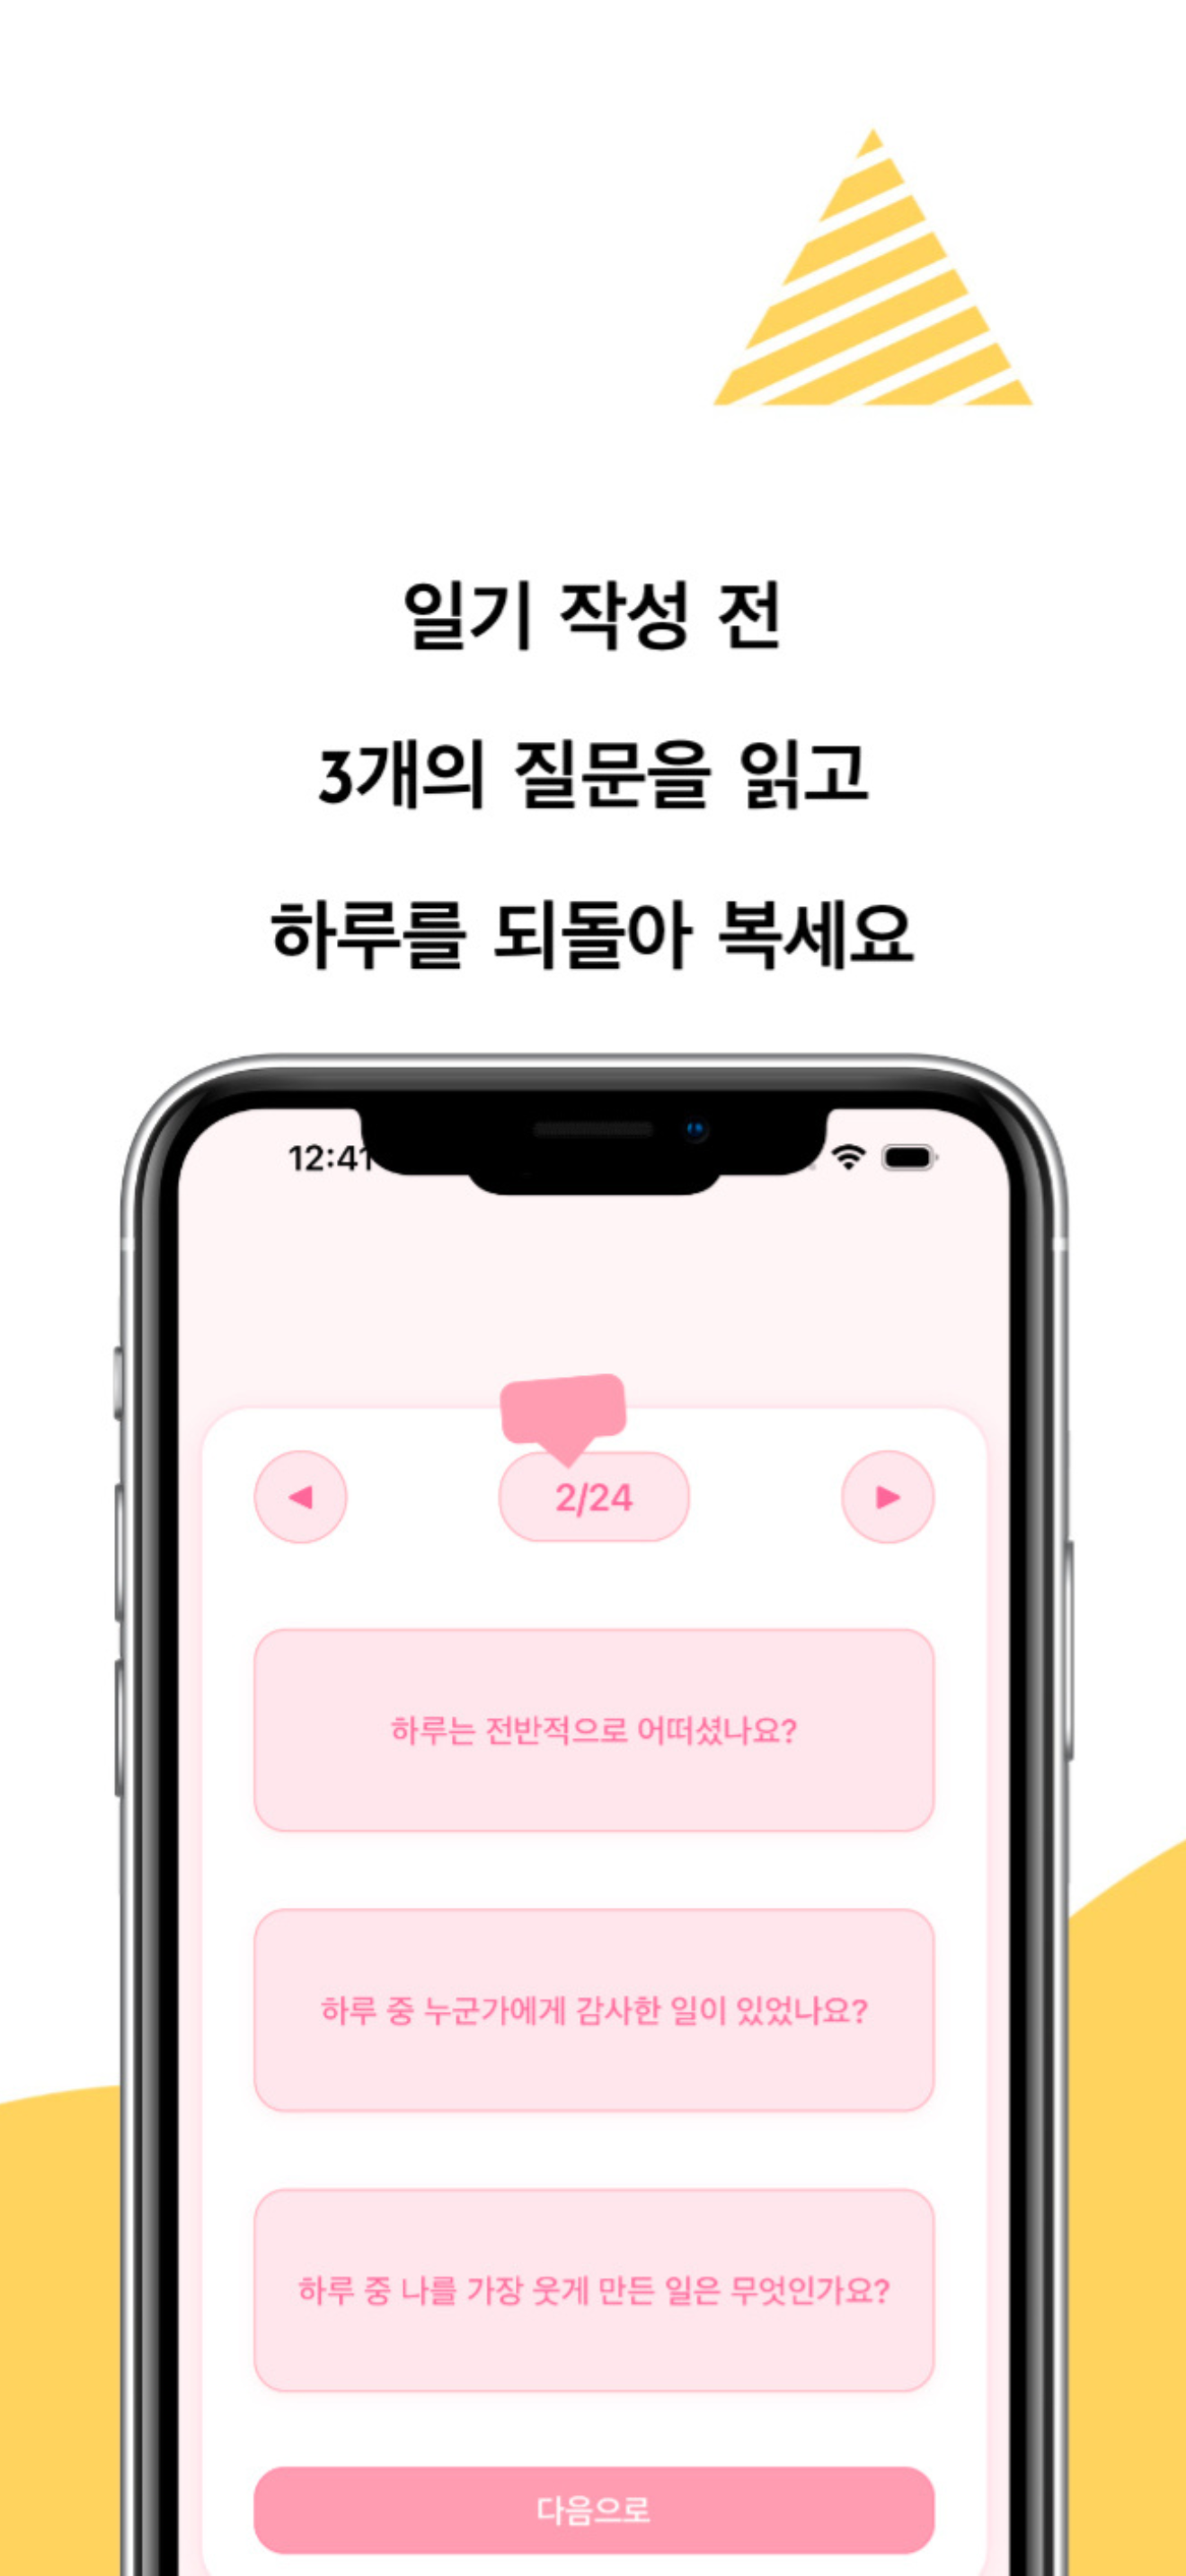 일기 작성 전
3개의 질문을 읽고
하루를 되돌아 복세요
12:41
2/24
하루는 전반적으로 어떠셨나요?
하루 중 누군가에게 감사한 일이 있었나요?
하루 중 나를 가장 웃게 만든 일은 무엇인가요?
다음으로